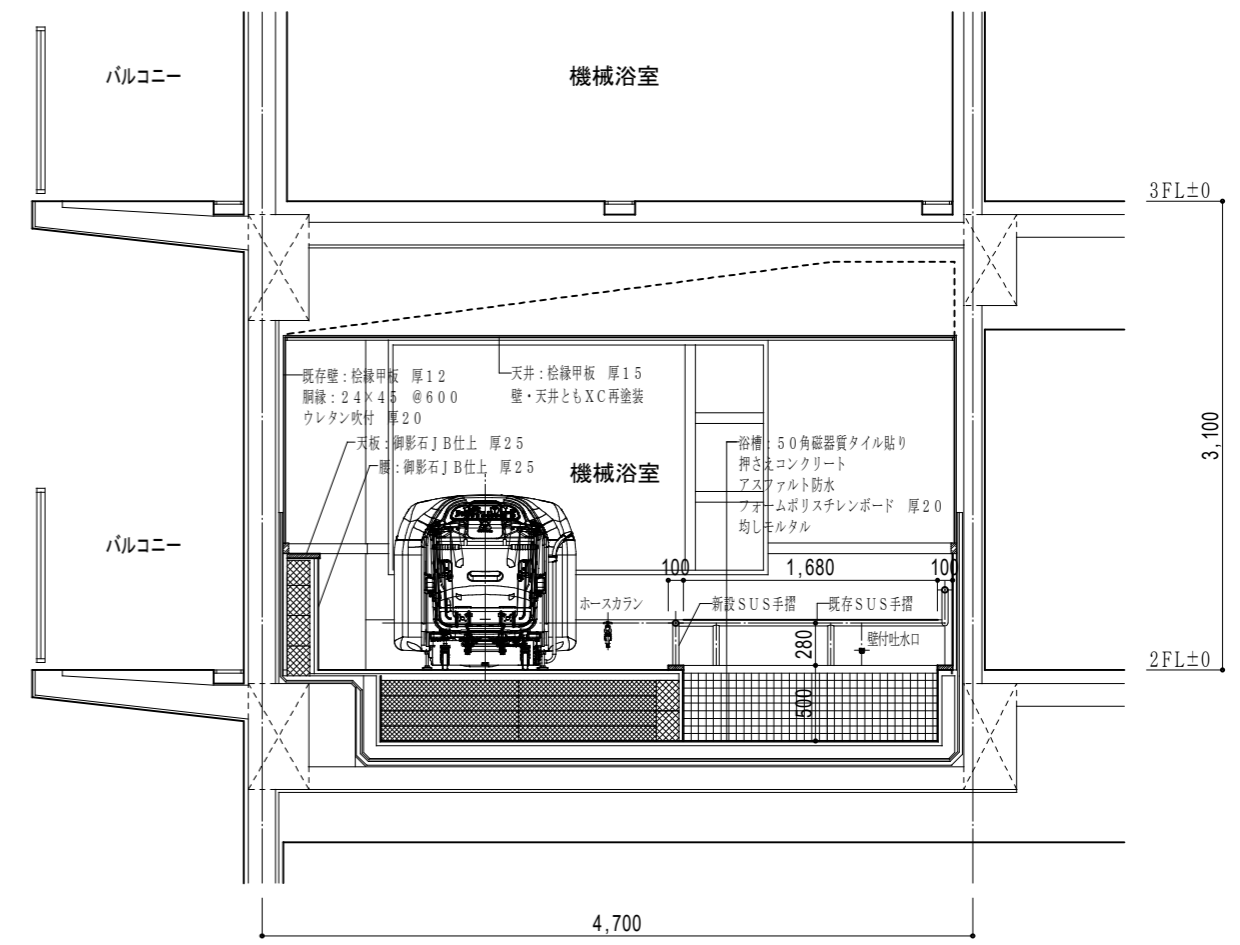 バルコニー
機械浴室
3FL±0
既存壁：桧縁甲板　厚12
胴縁：24×45　@600
ウレタン吹付　厚20
天井：桧縁甲板　厚15
壁・天井ともXC再塗装
天板：御影石JB仕上　厚25
腰：御影石JB仕上　厚25
機械浴室
浴槽：50角磁器質タイル貼り
押さえコンクリート
アスファルト防水
フォームポリスチレンボード　厚20
均しモルタル
3,100
バルコニー
100
1,680
100
ホースカラン
新設SUS手摺
既存SUS手摺
壁付吐水口
280
2FL±0
500
4,700